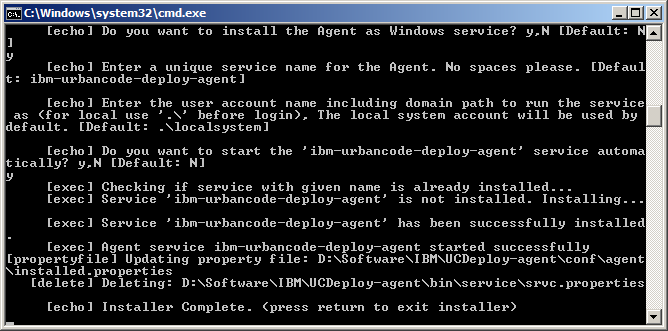 C:\Windows\system32\cmd.exe
[echo] Do you want to install the Agent as Windows service? y,N [Default: N
]
y
[echo] Enter a unique service name for the Agent. No spaces please. [Defaul
t: ibm-urbancode-deploy-agent]
[echo] Enter the user account name including domain path to run the service
as (for local use '.\' before login), The local system account will be used by
default. [Default: .\localsystem]
[echo] Do you want to start the 'ibm-urbancode-deploy-agent' service automa
tically? y,N [Default: N]
y
[exec] Checking if service with given name is already installed...
[exec] Service 'ibm-urbancode-deploy-agent' is not installed. Installing...
[exec] Service 'ibm-urbancode-deploy-agent' has been successfully installed
.
[exec] Agent service ibm-urbancode-deploy-agent started successfully
[propertyfile] Updating property file: D:\Software\IBM\UCDeploy-agent\conf\agent
\installed.properties
[delete] Deleting: D:\Software\IBM\UCDeploy-agent\bin\service\srvc.properties
[echo] Installer Complete. (press return to exit installer)